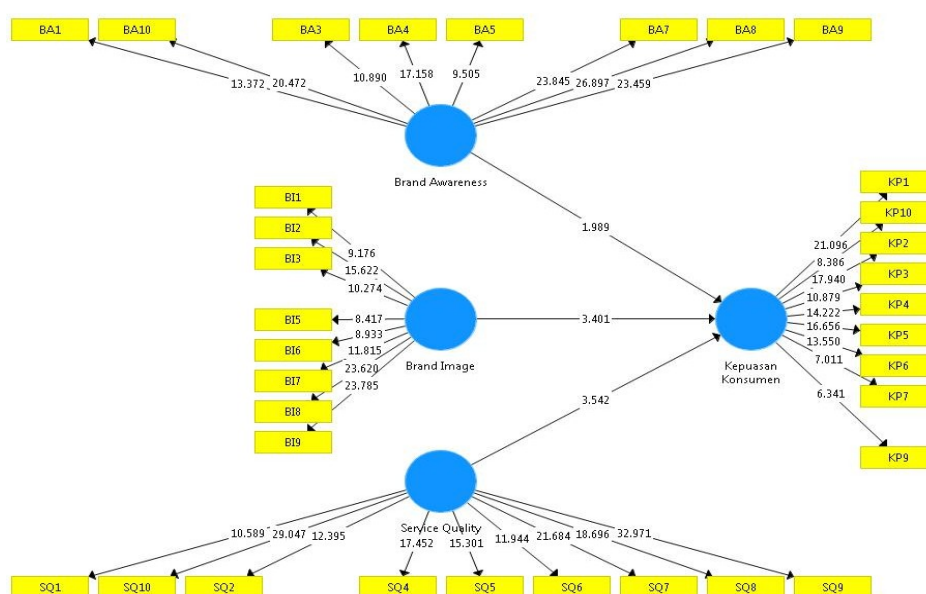 BA1
BA10
BA3
BA4
BA5
BA7
BA8
BA9
13.372
20.472
10.890
17.158
9.505
23.845
26.897
23.459
Brand Awareness
1.989
BI1
BI2
BI3
BI5
BI6
BI7
BI8
BI9
9.176
15.622
10.274
8.417
8.933
11.815
23.620
23.785
Brand Image
3.401
3.542
KP1
KP10
KP2
KP3
KP4
KP5
KP6
KP7
KP9
21.096
8.386
17.940
10.879
14.222
16.656
13.550
7.011
6.341
Kepuasan
Konsumen
Service Quality
10.589
29.047
12.395
17.452
15.301
11.944
21.684
18.696
32.971
SQ1
SQ10
SQ2
SQ4
SQ5
SQ6
SQ7
SQ8
SQ9